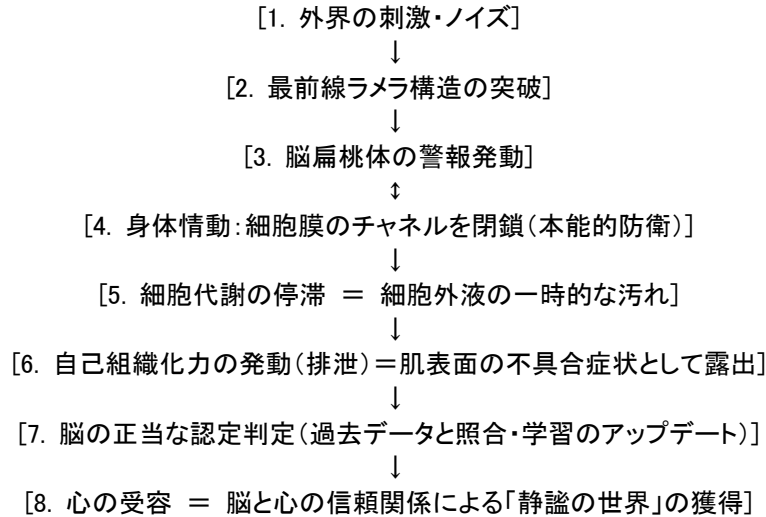 [1. 外界の刺激・ノイズ]
↓
[2. 最前線ラメラ構造の突破]
↓
[3. 脳扁桃体の警報発動]
↕
[4. 身体情動：細胞膜のチャネルを閉鎖（本能的防衛）]
↓
[5. 細胞代謝の停滞 ＝ 細胞外液の一時的な汚れ]
↓
[6. 自己組織化力の発動（排泄）＝肌表面の不具合症状として露出]
↓
[7. 脳の正当な認定判定（過去データと照合・学習のアップデート）]
↓
[8. 心の受容 ＝ 脳と心の信頼関係による「静謐の世界」の獲得]